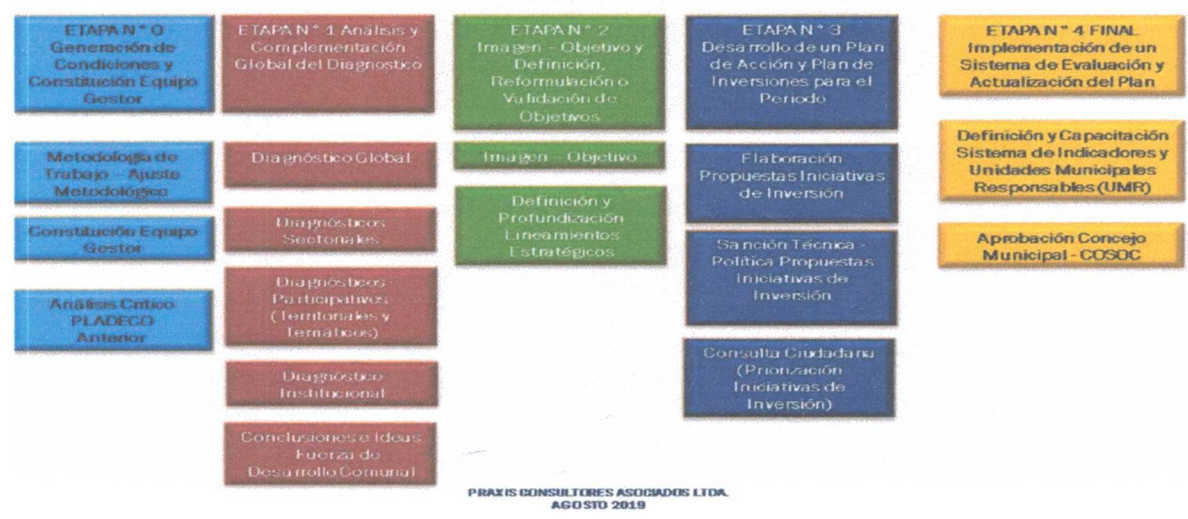 ETAPA N° 0
Generación de
Condiciones y
Constitución Equipo
Gestor
Metodología de
Trabajo - Ajuste
Metodológico
Constitución Equipo
Gestor
Análisis Crítico
PLADECO
Anterior
ETAPA N° 1 Análisis y
Complementación
Global del Diagnostico
Diagnóstico Global
Diagnósticos
Sectoriales
Diagnósticos
Participativos
(Territoriales y
Temáticos)
Diagnóstico
Institucional
Conclusiones e Ideas
Fuerza de
Desarrollo Comunal
ETAPA N° 2
Imagen - Objetivo y
Definición,
Reformulación o
Validación de
Objetivos
Imagen - Objetivo
Definición y
Profundización
Lineamientos
Estratégicos
ETAPA N° 3
Desarrollo de un Plan
de Acción y Plan de
Inversiones para el
Periodo
Elaboración
Propuestas Iniciativas
de Inversión
Sanción Técnica -
Política Propuestas
Iniciativas de
Inversión
Consulta Ciudadana
(Priorización
Iniciativas de
Inversión)
ETAPA N° 4 FINAL
Implementación de un
Sistema de Evaluación y
Actualización del Plan
Definición y Capacitación
Sistema de Indicadores y
Unidades Municipales
Responsables (UMR)
Aprobación Concejo
Municipal - COSOC
PRAXIS CONSULTORES ASOCIADOS LTDA.
AGOSTO 2019